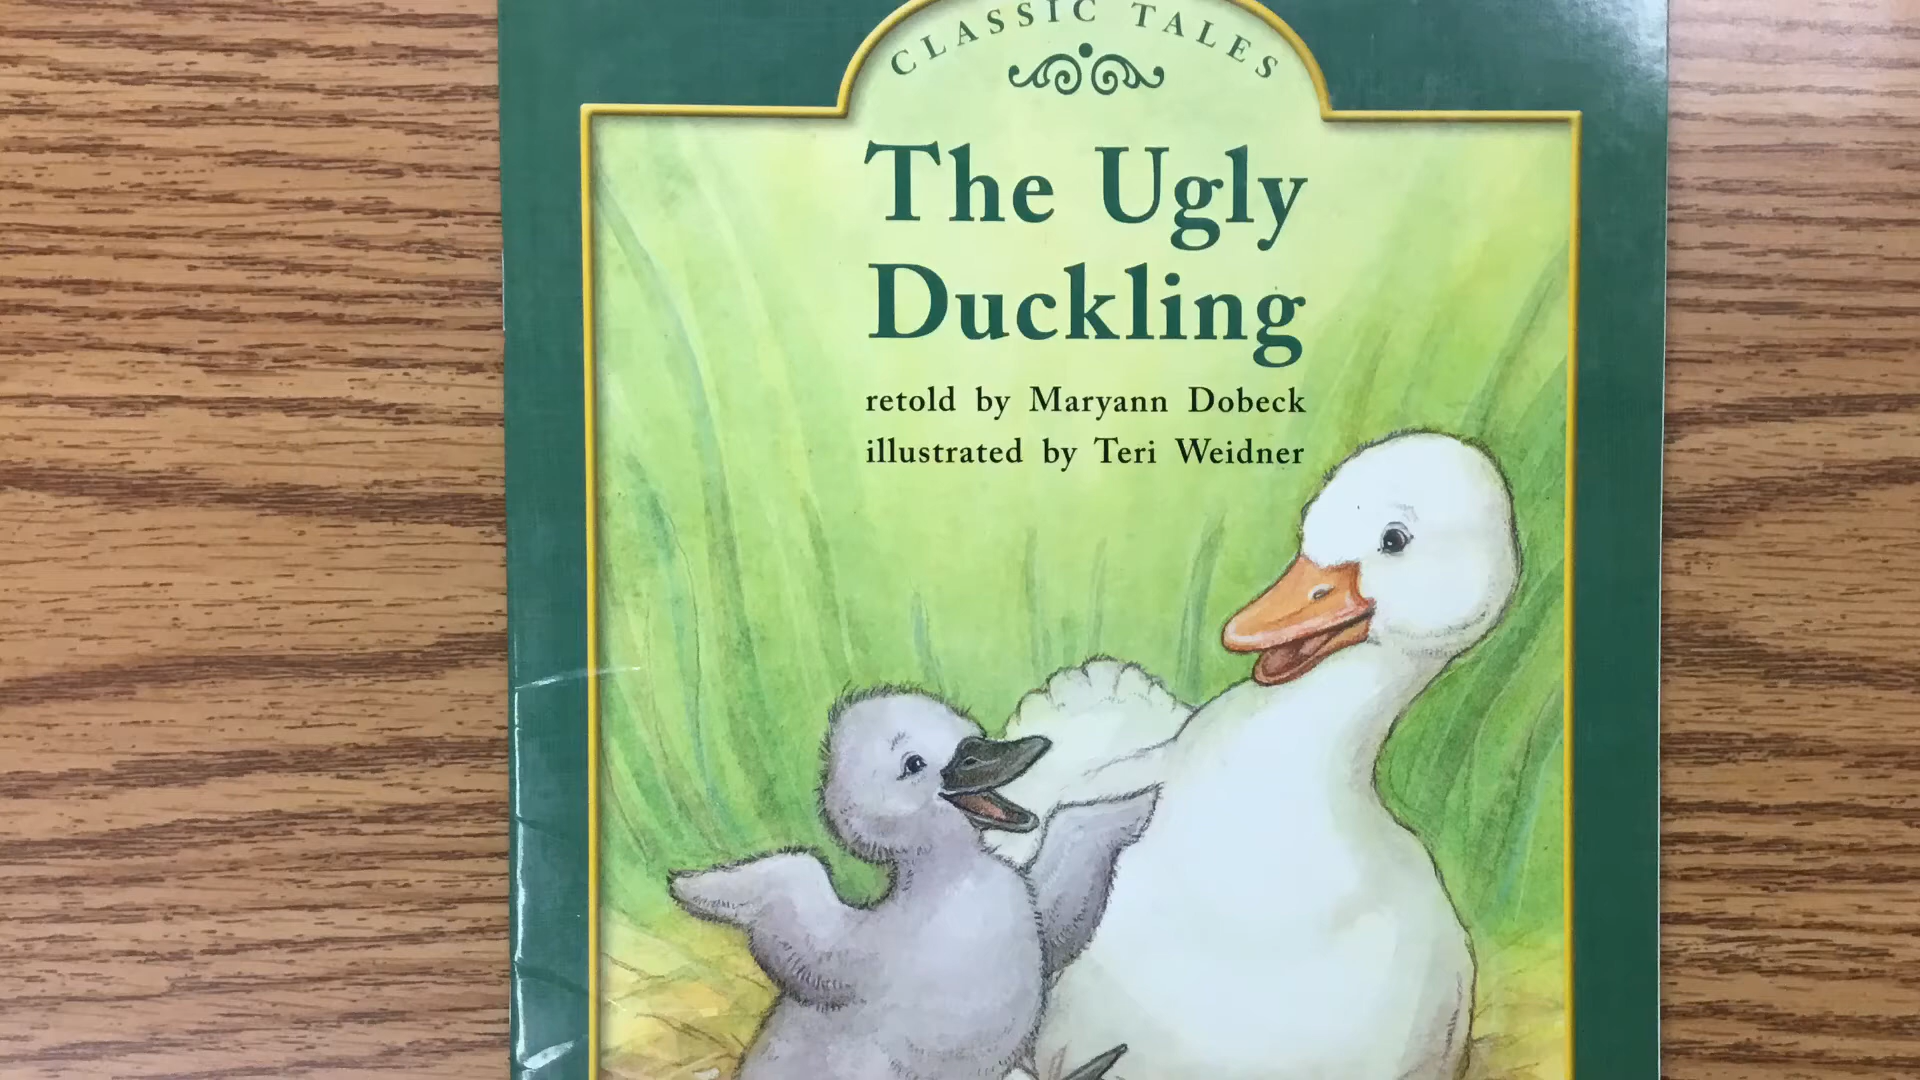 CLASSIC TALES
The Ugly
Duckling
retold by Maryann Dobeck
illustrated by Teri Weidner